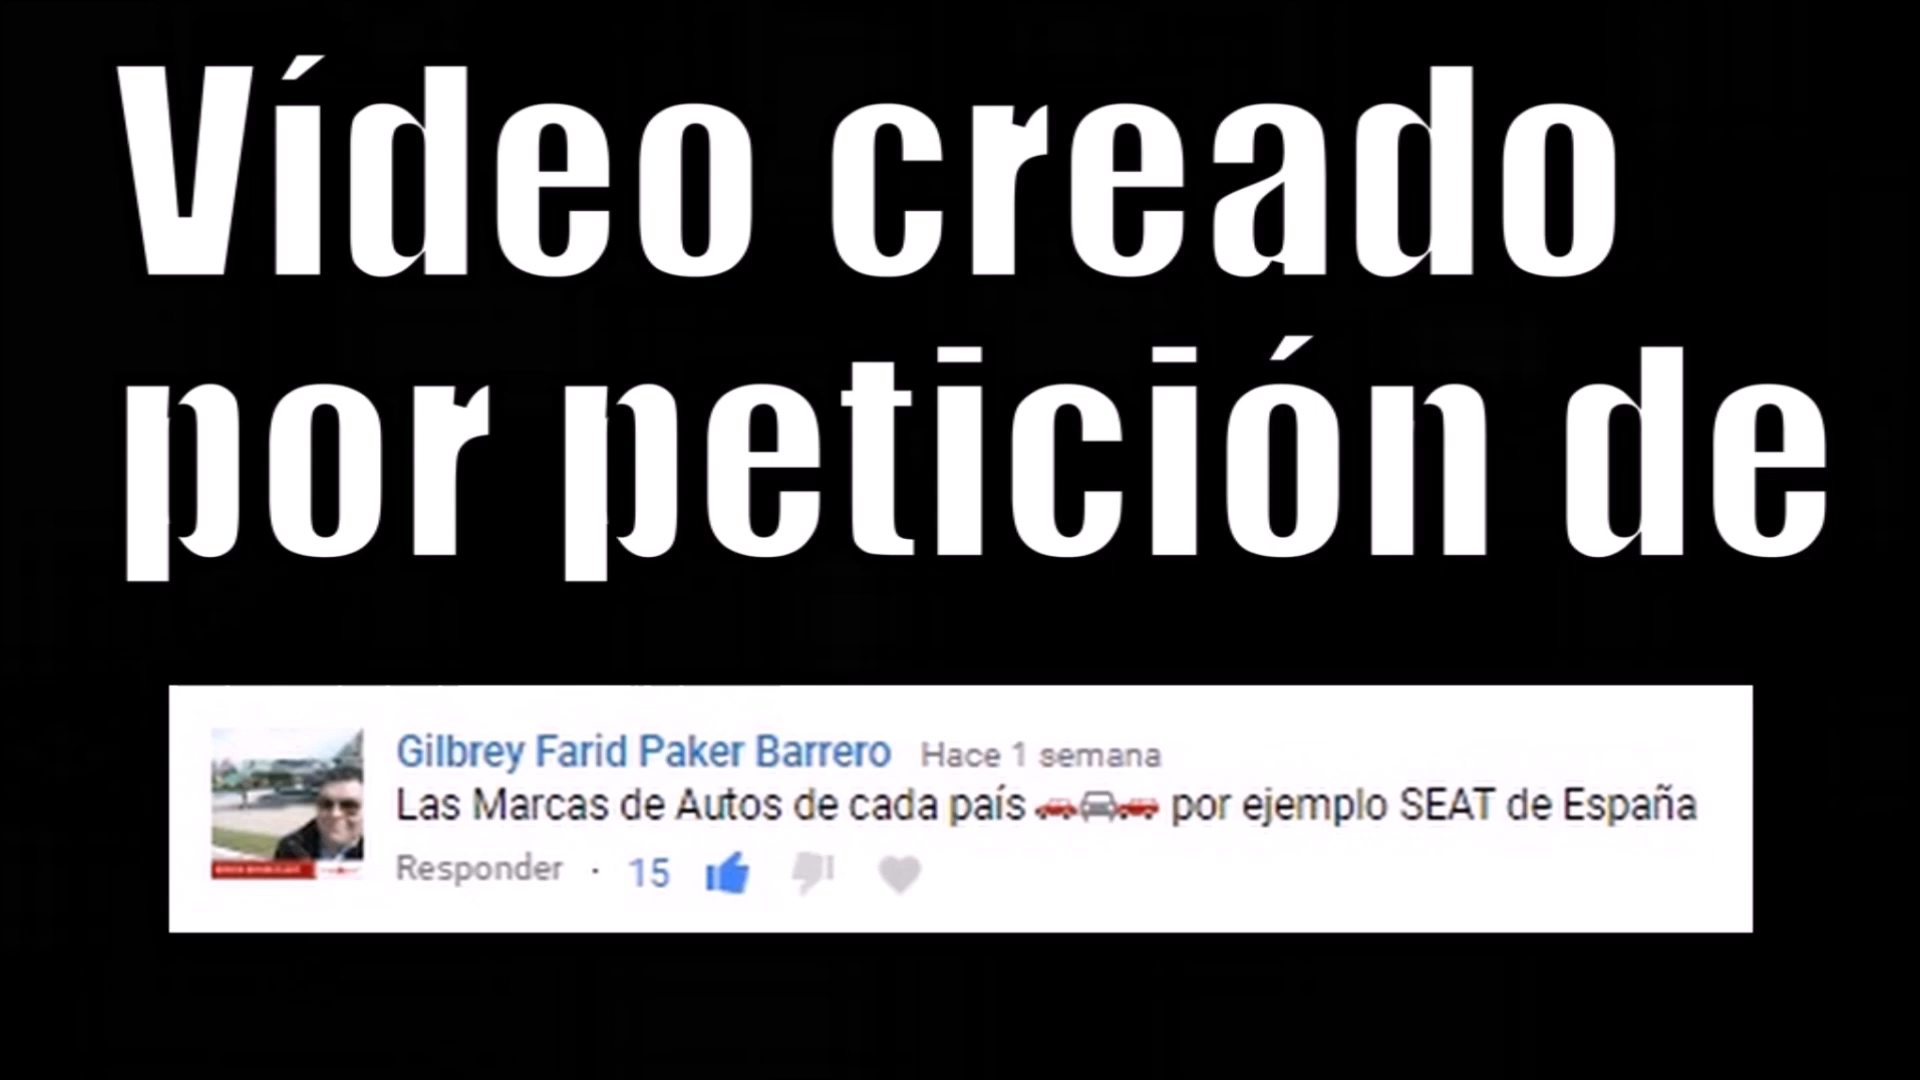 Vídeo creado
por petición de
Gilbrey Farid Paker Barrero Hace 1 semana
Las Marcas de Autos de cada país 🚗🚘🚗 por ejemplo SEAT de España
Responder · 15